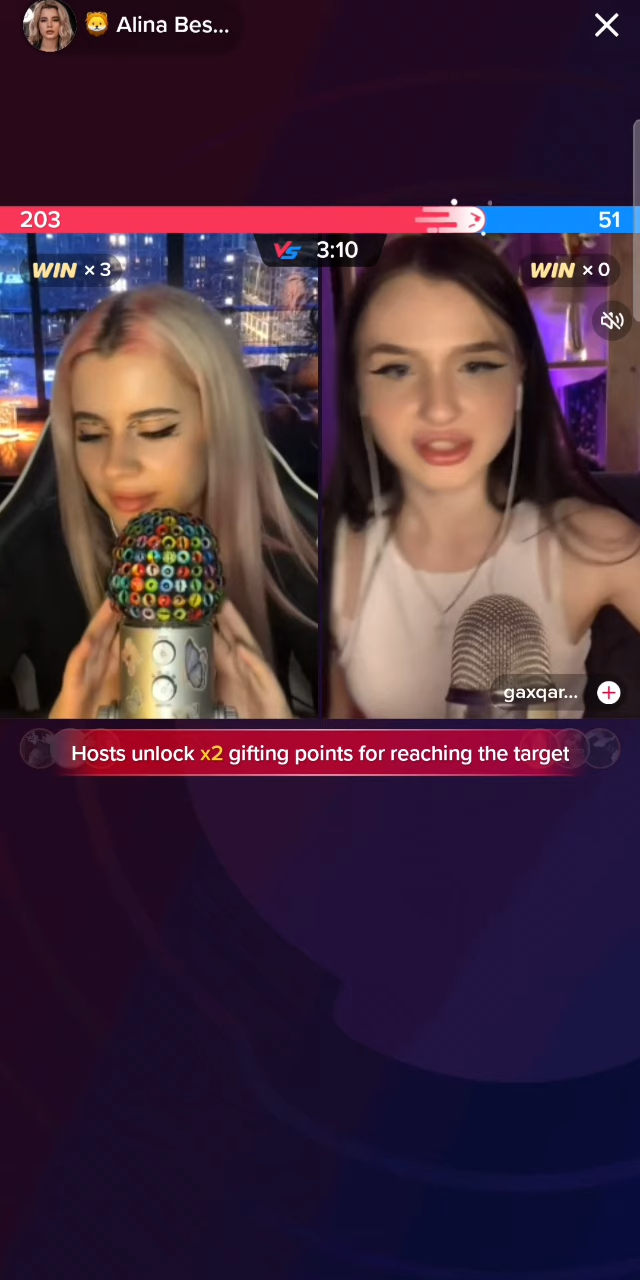 🦁 Alina Bes...
203
51
VS 3:10
WIN × 3
WIN × 0
gaxqar...
Hosts unlock x2 gifting points for reaching the target